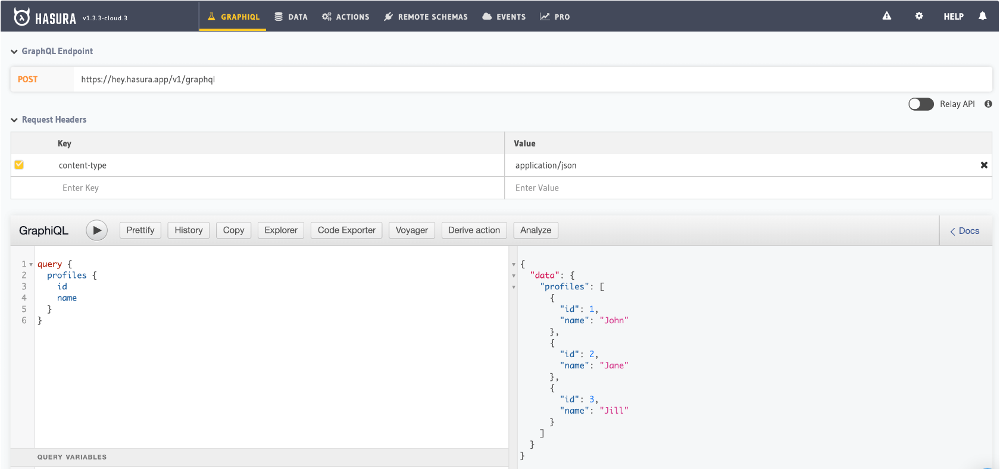 HASURA v1.3.3-cloud.3 GRAPHIQL DATA ACTIONS REMOTE SCHEMAS EVENTS PRO HELP
GraphQL Endpoint
POST https://hey.hasura.app/v1/graphql
Relay API
Request Headers
Key Value
content-type application/json
Enter Key Enter Value
GraphiQL Prettify History Copy Explorer Code Exporter Voyager Derive action Analyze Docs
1 query {
2   profiles {
3     id
4     name
5   }
6 }
{
  "data": {
    "profiles": [
      {
        "id": 1,
        "name": "John"
      },
      {
        "id": 2,
        "name": "Jane"
      },
      {
        "id": 3,
        "name": "Jill"
      }
    ]
  }
}
QUERY VARIABLES